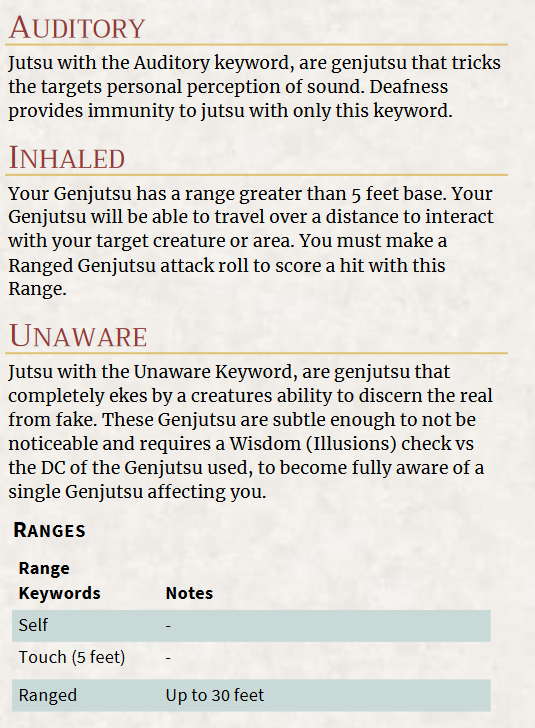 AUDITORY
Jutsu with the Auditory keyword, are genjutsu that tricks
the targets personal perception of sound. Deafness
provides immunity to jutsu with only this keyword.
INHALED
Your Genjutsu has a range greater than 5 feet base. Your
Genjutsu will be able to travel over a distance to interact
with your target creature or area. You must make a
Ranged Genjutsu attack roll to score a hit with this
Range.
UNAWARE
Jutsu with the Unaware Keyword, are genjutsu that
completely ekes by a creatures ability to discern the real
from fake. These Genjutsu are subtle enough to not be
noticeable and requires a Wisdom (Illusions) check vs
the DC of the Genjutsu used, to become fully aware of a
single Genjutsu affecting you.
RANGES
Range
Keywords Notes
Self -
Touch (5 feet) -
Ranged Up to 30 feet